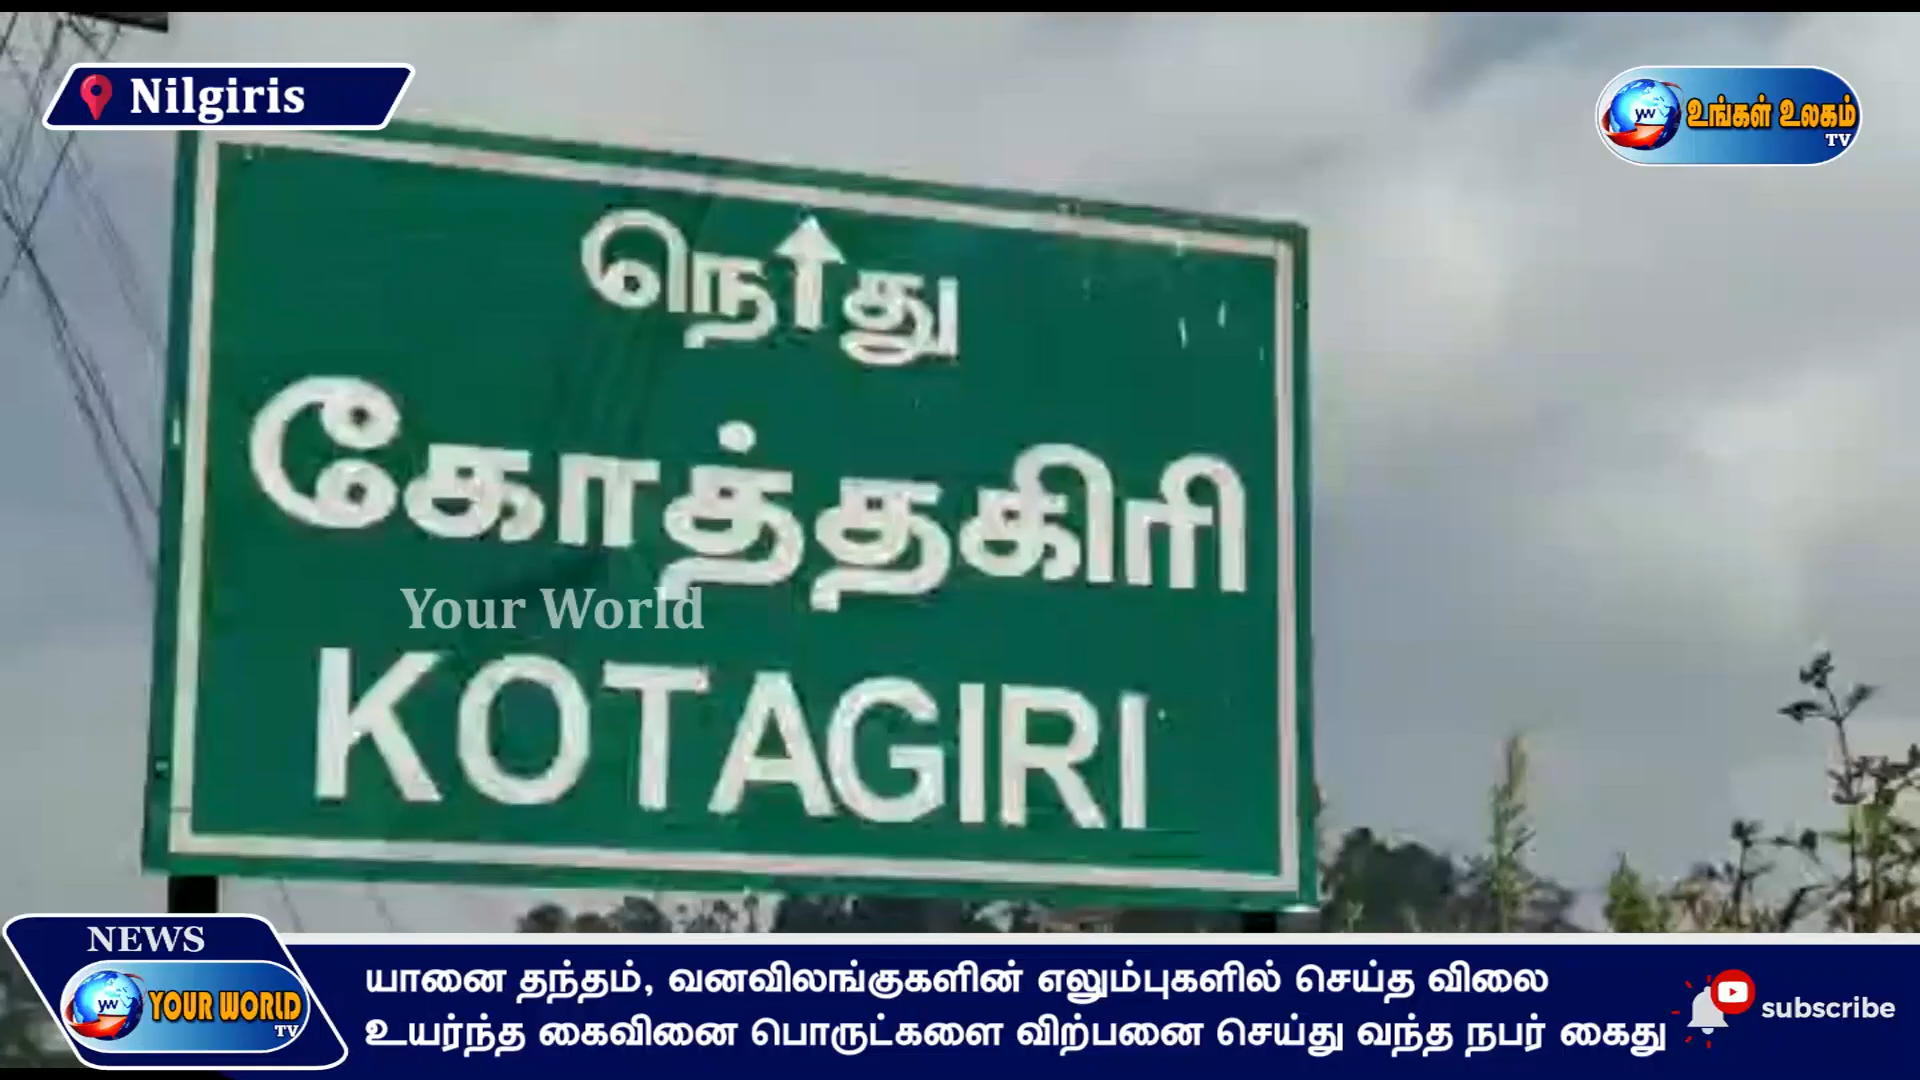 Nilgiris
உங்கள் உலகம்
TV
நெ↑து
கோத்தகிரி
Your World
KOTAGIRI
NEWS
yw YOUR WORLD
TV
யானை தந்தம், வனவிலங்குகளின் எலும்புகளில் செய்த விலை
உயர்ந்த கைவினை பொருட்களை விற்பனை செய்து வந்த நபர் கைது
subscribe